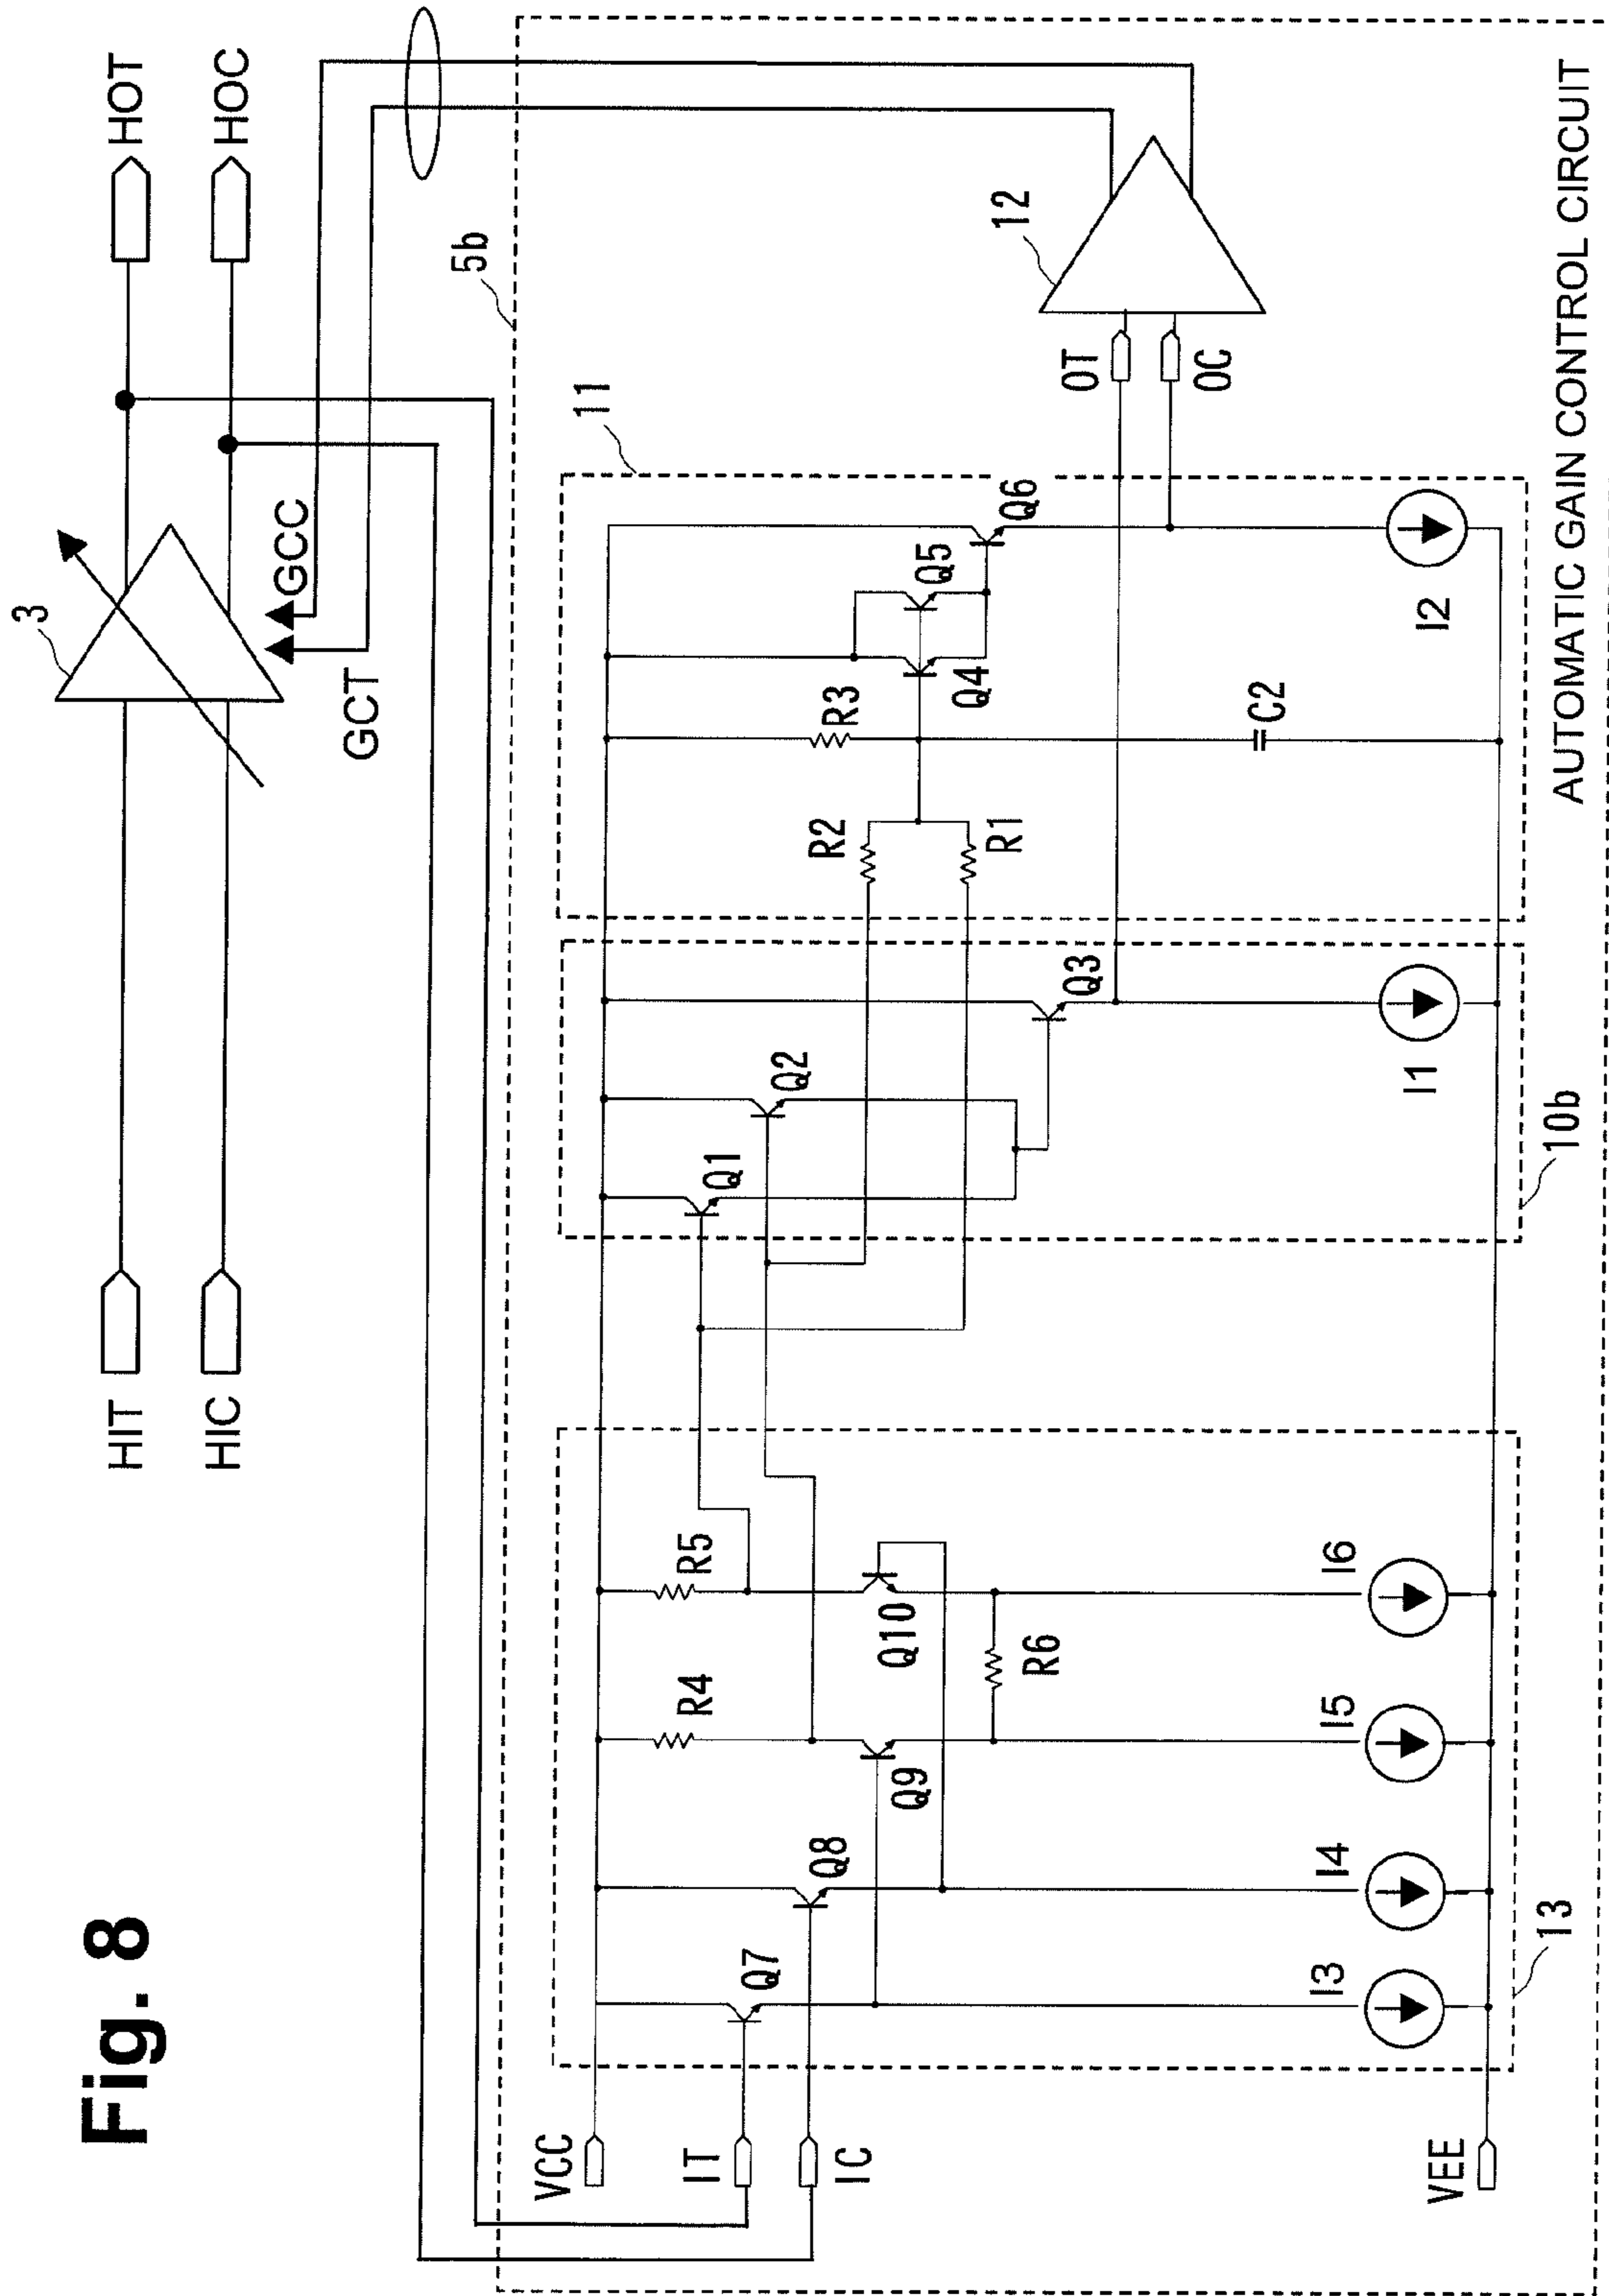 Fig. 8
HIT
HIC
3
GCC
GCT
HOT
HOC
5b
VCC
IT
IC
VEE
Q7
Q8
Q9
Q10
R4
R5
R6
I3
I4
I5
I6
13
Q1
Q2
Q3
I1
10b
R2
R1
R3
Q4
Q5
Q6
C2
I2
11
OT
OC
12
AUTOMATIC GAIN CONTROL CIRCUIT